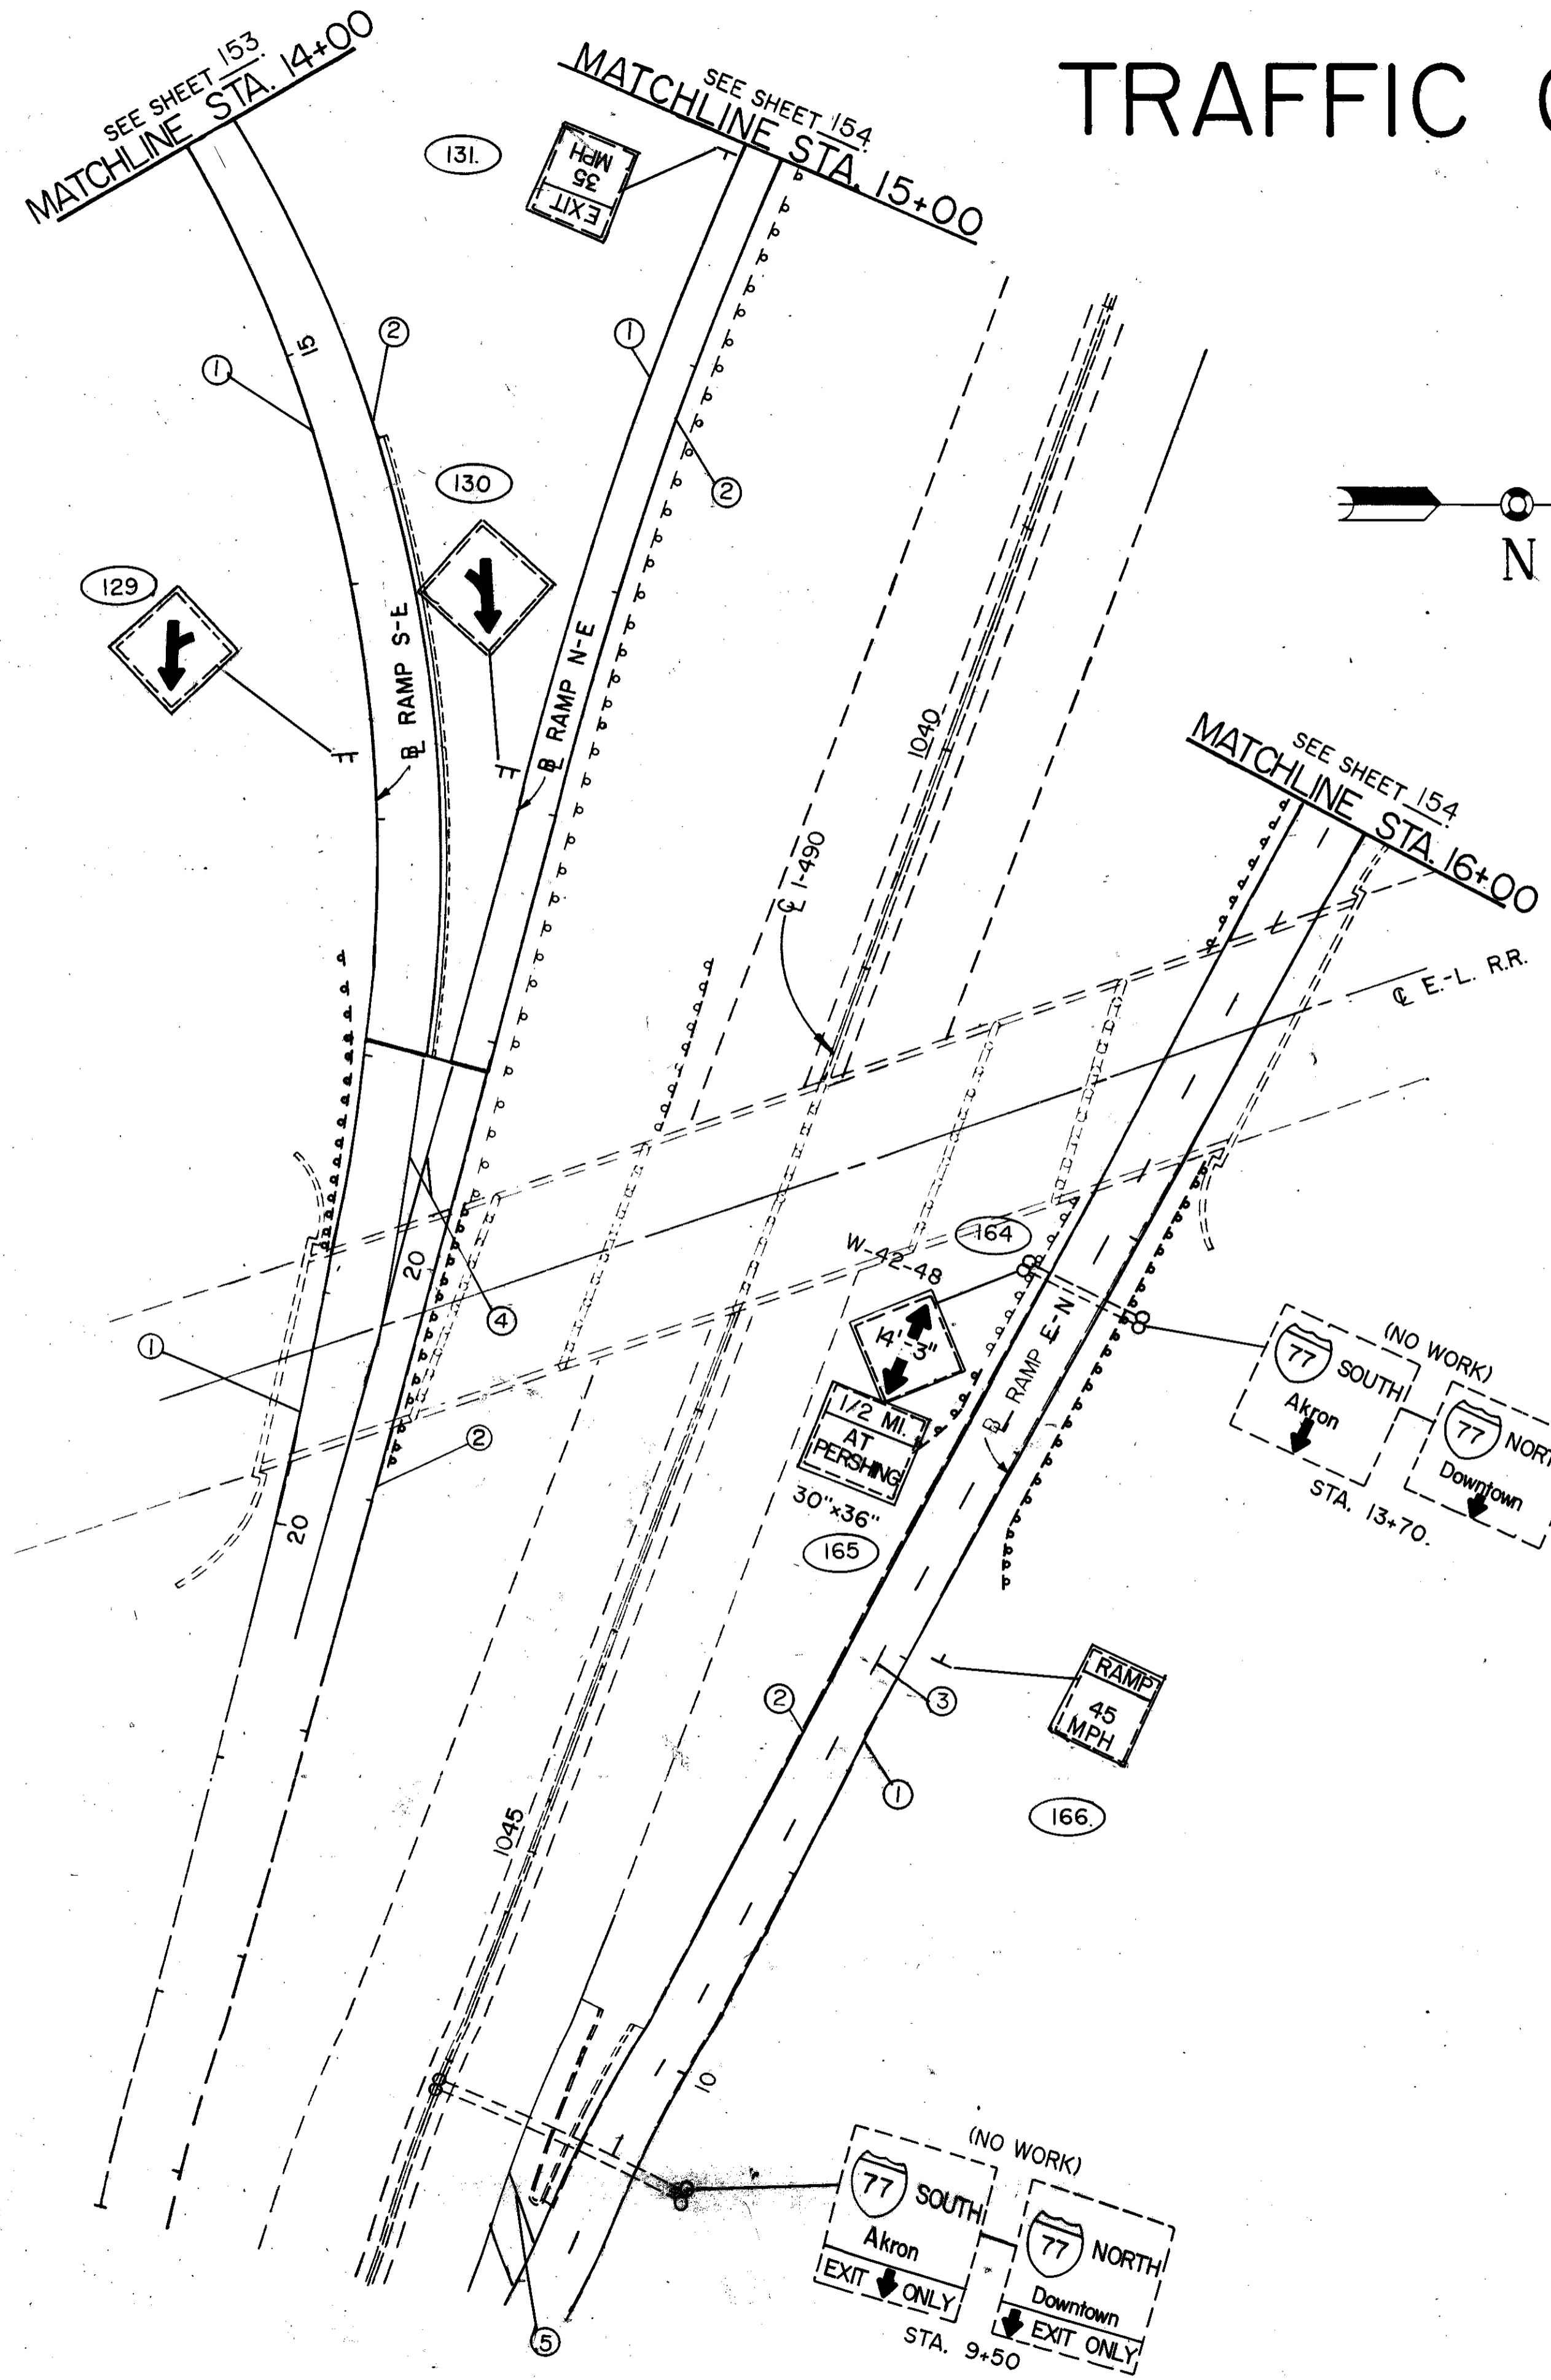 TRAFFIC
SEE SHEET 153.
MATCHLINE STA. 14+00
SEE SHEET 154
MATCHLINE STA. 15+00
131.
EXIT
35
MPH
1
15
2
1
2
130
129
N
℄ RAMP S-E
℄ RAMP N-E
1040
℄ I-490
SEE SHEET 154
MATCHLINE STA. 16+00
℄ E.-L. R.R.
164
W-42-48
14'-3"
1/2 MI.
AT
PERSHING
30"x36"
165
℄ RAMP E-N
20
4
1
2
20
(NO WORK)
77 SOUTH
Akron
77
Downtown
STA. 13+70.
RAMP
45
MPH
166.
2
3
1
1045
10
(NO WORK)
77 SOUTH
Akron
EXIT ONLY
77 NORTH
Downtown
EXIT ONLY
STA. 9+50
5